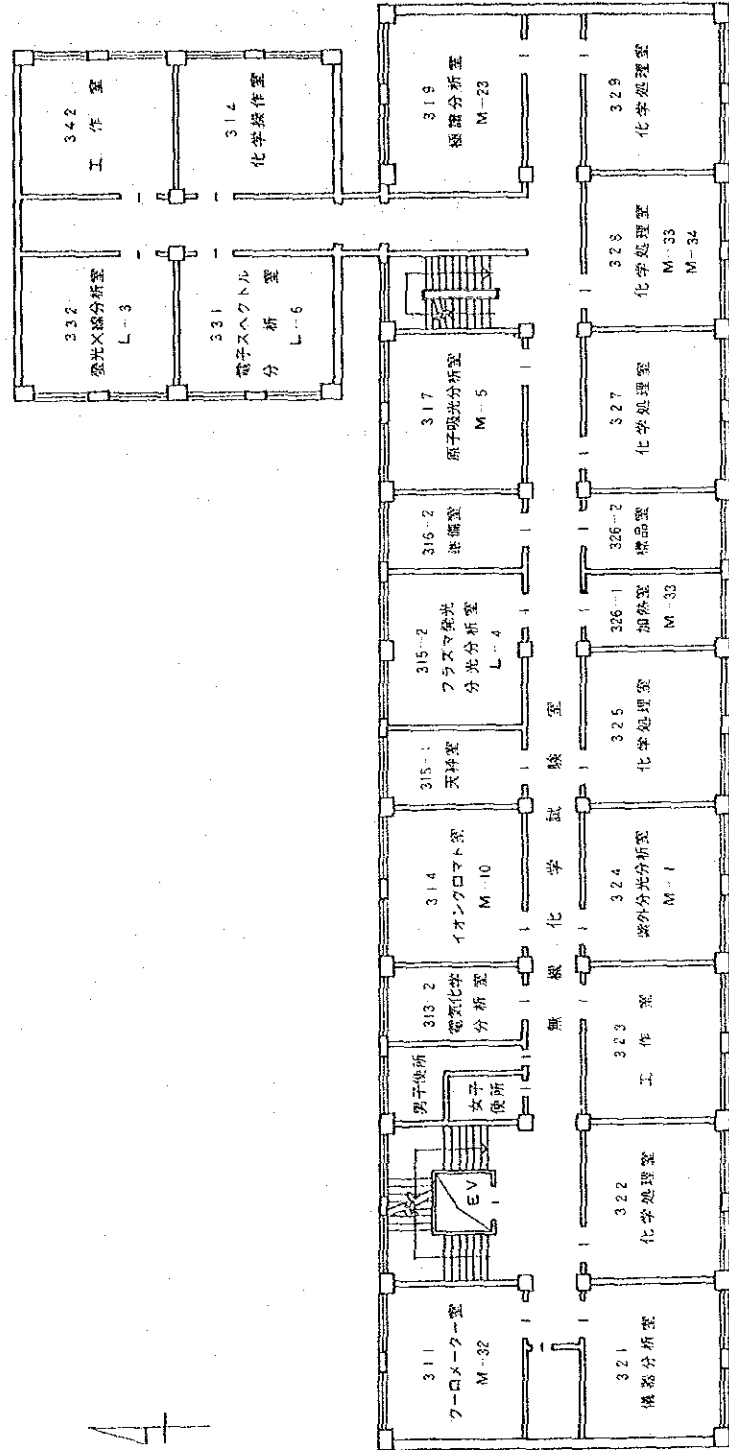 342
工作室
314
化学操作室
332
螢光X線分析室
L-3
331
電子スペクトル
分析室
L-6
319
極譜分析室
M-23
317
原子吸光分析室
M-5
316-2
準備室
315-2
プラズマ発光
分光分析室
L-4
315-1
天秤室
314
イオンクロマト室
M-10
313-2
電気化学
分析室
男子便所
女子
便所
EV
311
クーロメーター室
M-32
無機化学試験室
329
化学処理室
328
化学処理室
M-33
M-34
327
化学処理室
326-2
標品室
326-1
加熱室
M-33
325
化学処理室
324
紫外分光分析室
M-1
323
工作室
322
化学処理室
321
儀器分析室